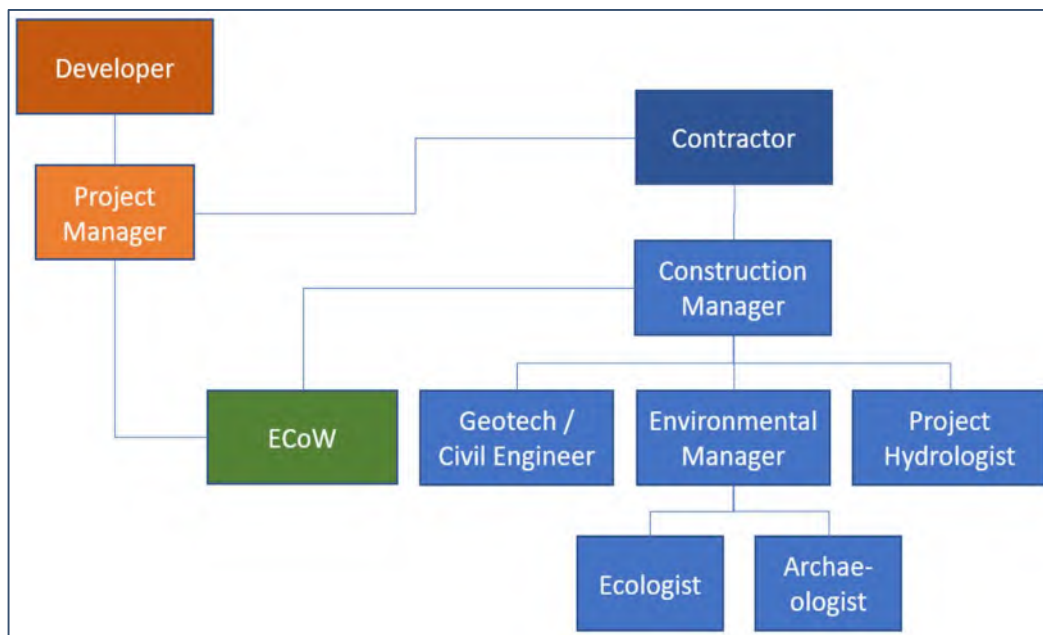 Developer
Contractor
Project
Manager
Construction
Manager
ECoW
Geotech /
Civil Engineer
Environmental
Manager
Project
Hydrologist
Ecologist
Archae-
ologist